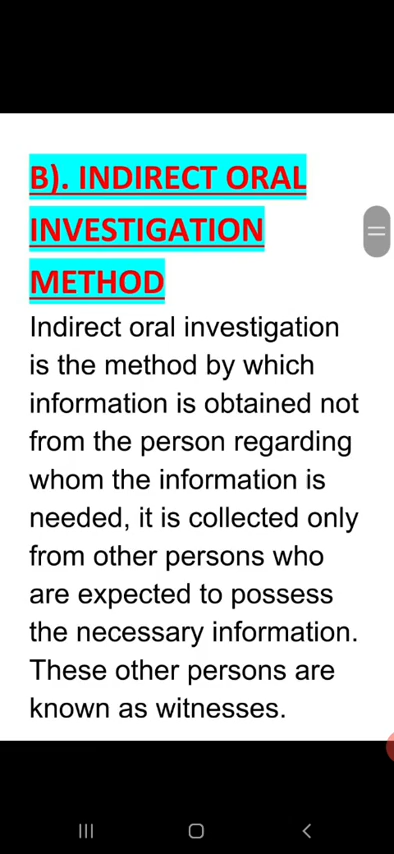 B). INDIRECT ORAL
INVESTIGATION
METHOD
Indirect oral investigation
is the method by which
information is obtained not
from the person regarding
whom the information is
needed, it is collected only
from other persons who
are expected to possess
the necessary information.
These other persons are
known as witnesses.